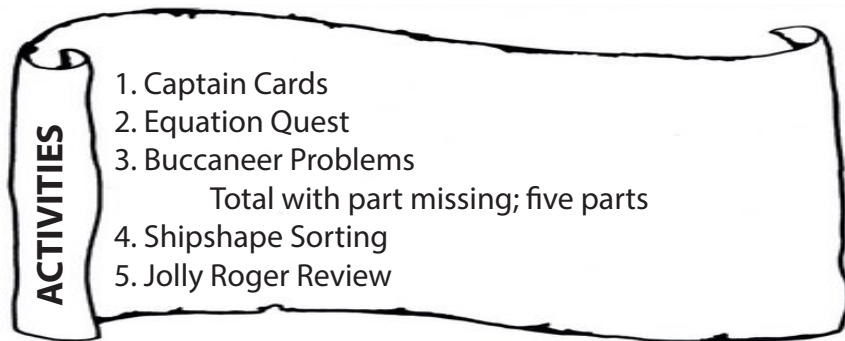 ACTIVITIES
1. Captain Cards
2. Equation Quest
3. Buccaneer Problems
Total with part missing; five parts
4. Shipshape Sorting
5. Jolly Roger Review